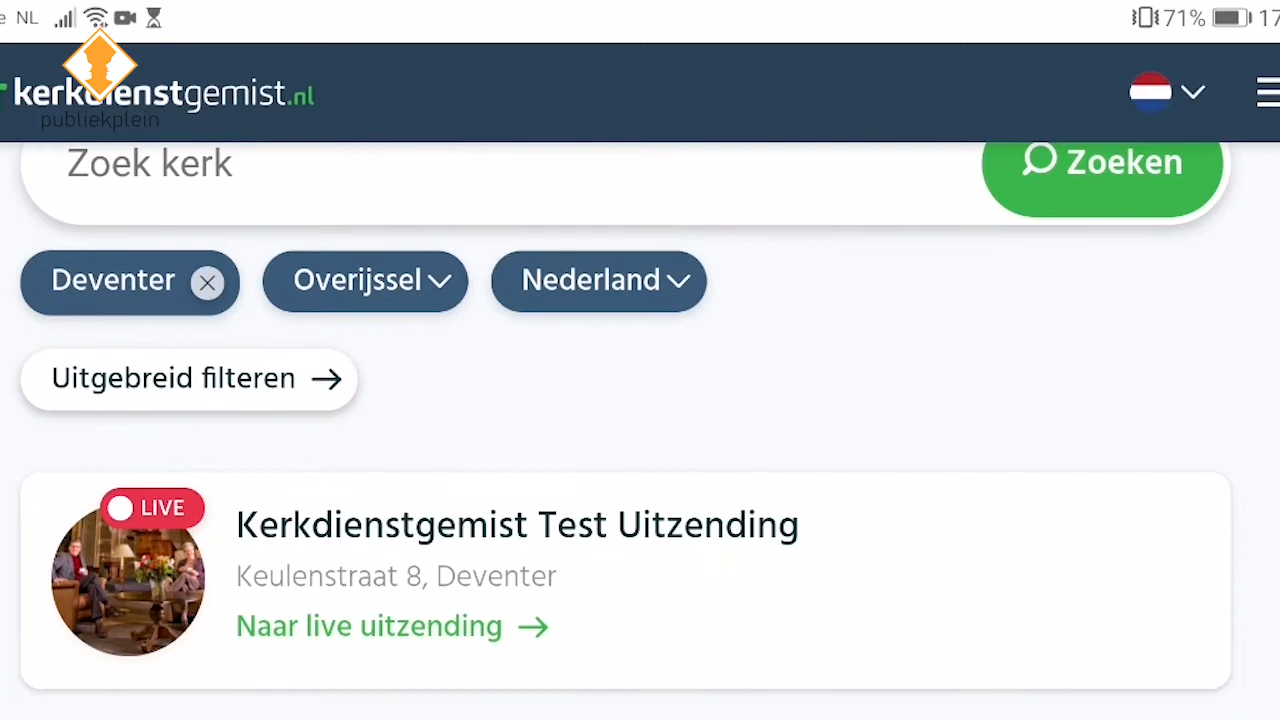 e NL
71%
17
kerkdienstgemist.nl
publiekplein
Zoek kerk
Zoeken
Deventer
Overijssel
Nederland
Uitgebreid filteren
LIVE
Kerkdienstgemist Test Uitzending
Keulenstraat 8, Deventer
Naar live uitzending